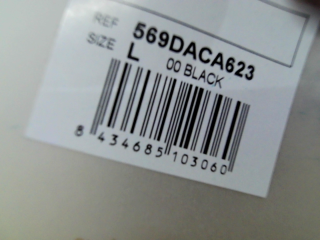 REF 569DACA623
SIZE L 00 BLACK
8 434685 103060